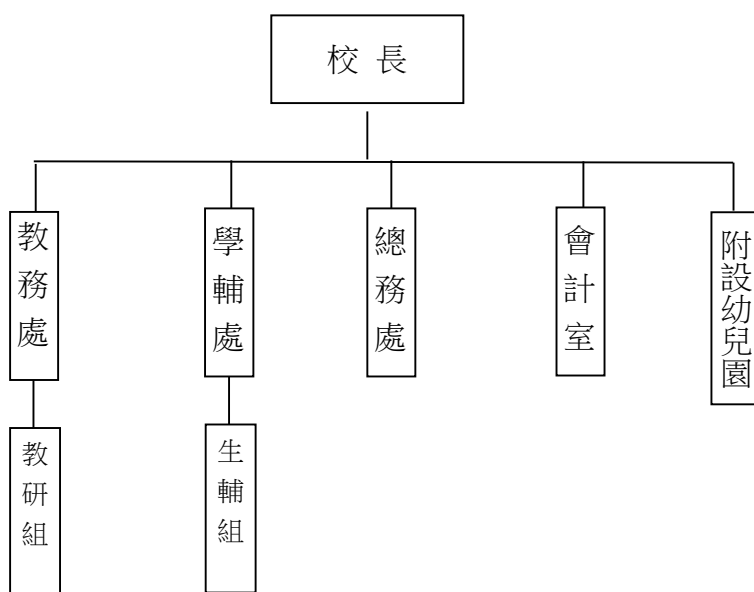 校 長
教務處
學輔處
總務處
會計室
附設幼兒園
教研組
生輔組